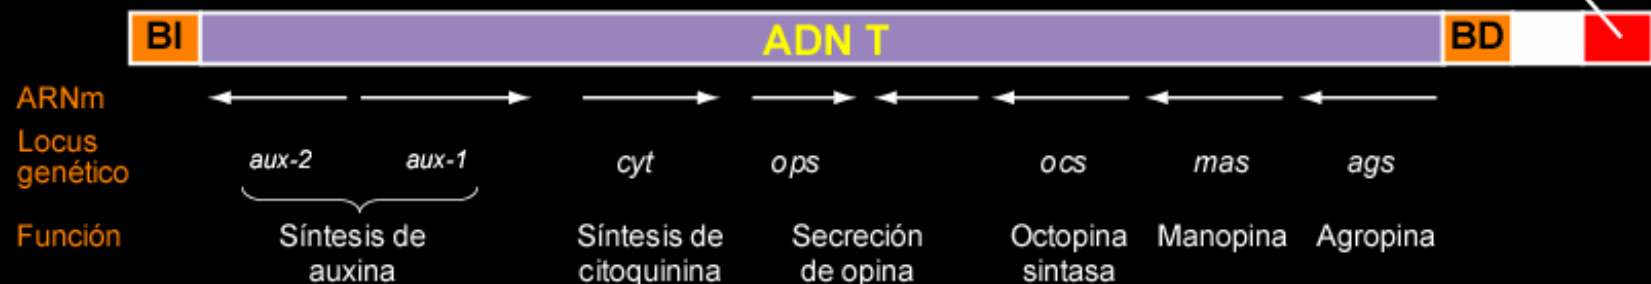 BI ADN T BD
ARNm
Locus
genético
aux-2 aux-1 cyt ops ocs mas ags
Función
Síntesis de
auxina
Síntesis de
citoquinina
Secreción
de opina
Octopina
sintasa
Manopina
Agropina